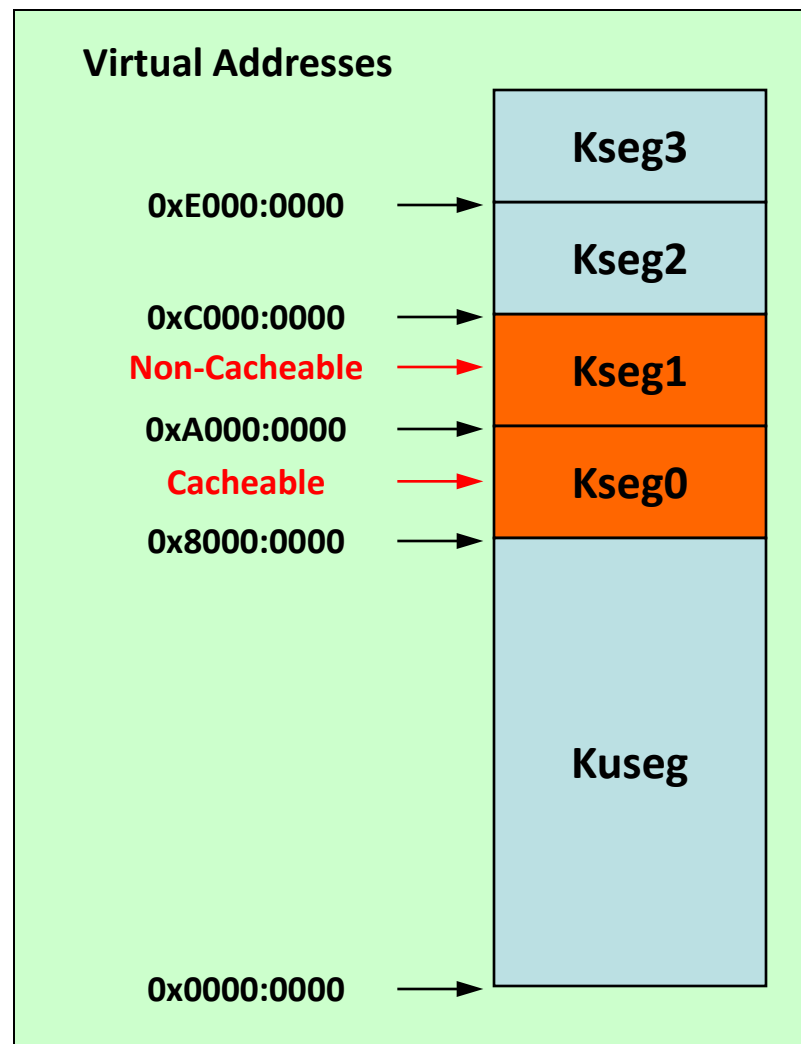 Virtual Addresses
Kseg3
0xE000:0000
Kseg2
0xC000:0000
Non-Cacheable
Kseg1
0xA000:0000
Cacheable
Kseg0
0x8000:0000
Kuseg
0x0000:0000